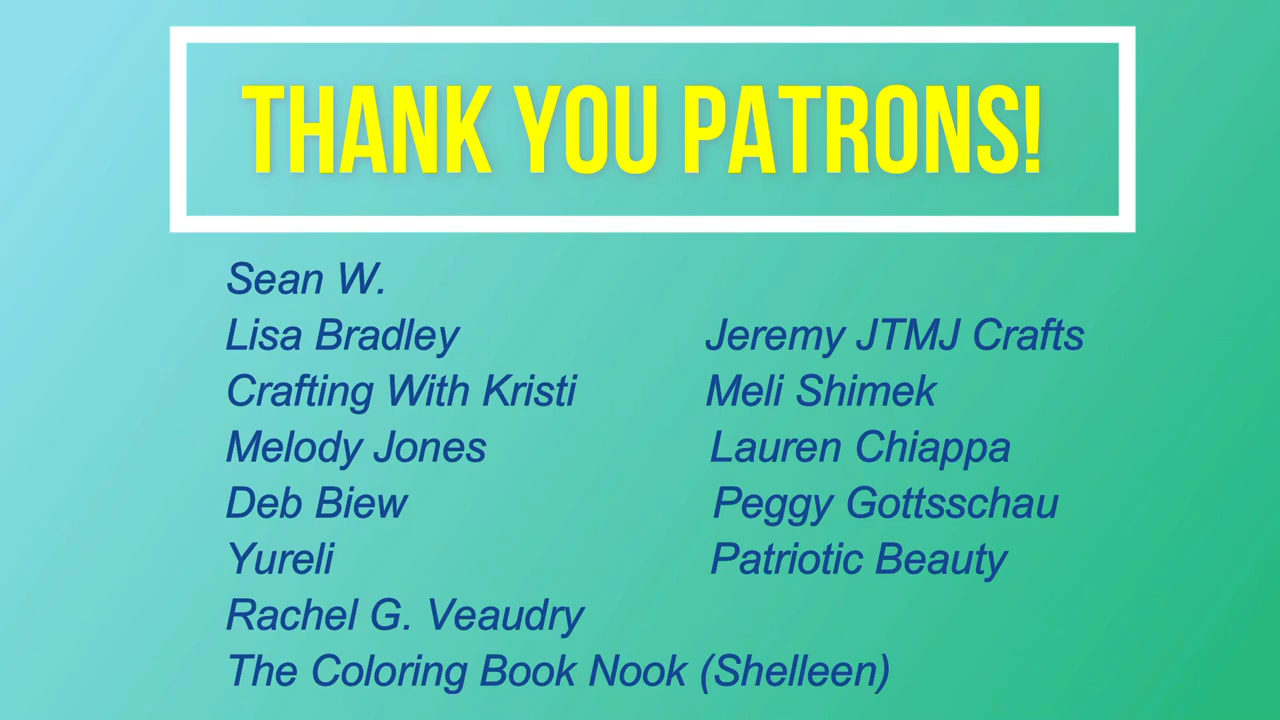 THANK YOU PATRONS!
Sean W.
Lisa Bradley
Crafting With Kristi
Melody Jones
Deb Biew
Yureli
Rachel G. Veaudry
The Coloring Book Nook (Shelleen)
Jeremy JTMJ Crafts
Meli Shimek
Lauren Chiappa
Peggy Gottsschau
Patriotic Beauty